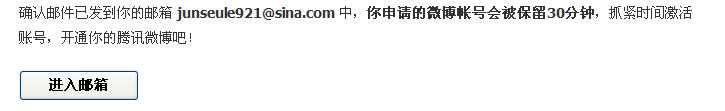 确认邮件已发到你的邮箱 junseule921@sina.com 中，你申请的微博帐号会被保留30分钟，抓紧时间激活
账号，开通你的腾讯微博吧！
进入邮箱